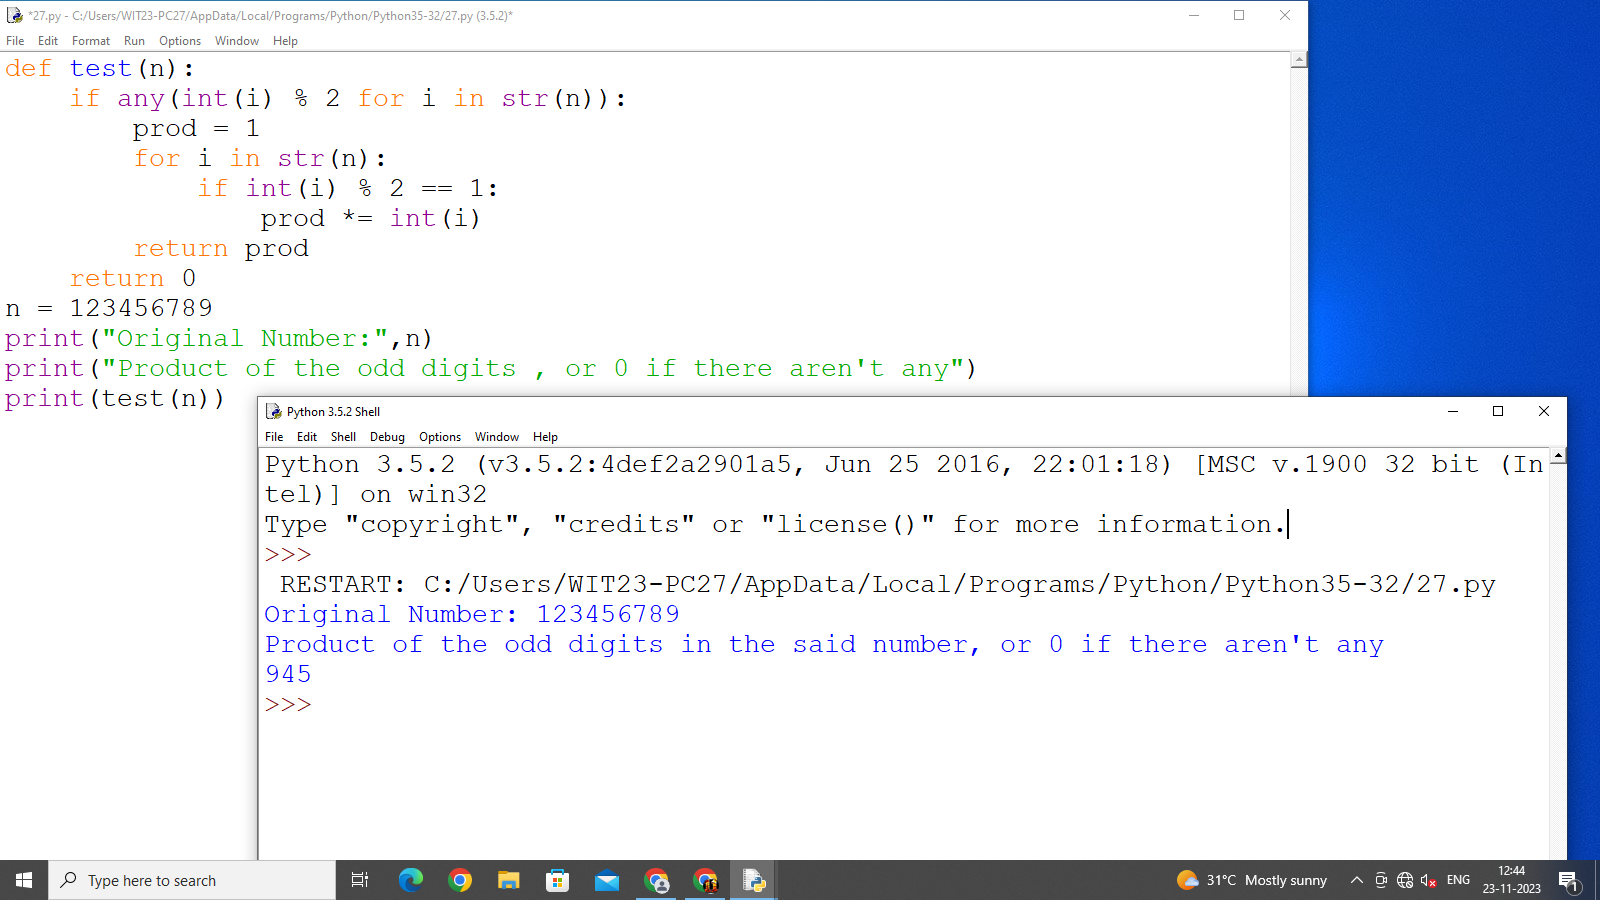 *27.py - C:/Users/WIT23-PC27/AppData/Local/Programs/Python/Python35-32/27.py (3.5.2)*
File Edit Format Run Options Window Help
def test(n):
    if any(int(i) % 2 for i in str(n)):
        prod = 1
        for i in str(n):
            if int(i) % 2 == 1:
                prod *= int(i)
        return prod
    return 0
n = 123456789
print("Original Number:",n)
print("Product of the odd digits , or 0 if there aren't any")
print(test(n))
Python 3.5.2 Shell
File Edit Shell Debug Options Window Help
Python 3.5.2 (v3.5.2:4def2a2901a5, Jun 25 2016, 22:01:18) [MSC v.1900 32 bit (In
tel)] on win32
Type "copyright", "credits" or "license()" for more information.
>>>
 RESTART: C:/Users/WIT23-PC27/AppData/Local/Programs/Python/Python35-32/27.py
Original Number: 123456789
Product of the odd digits in the said number, or 0 if there aren't any
945
>>>
Type here to search
31°C Mostly sunny
ENG
12:44
23-11-2023
1